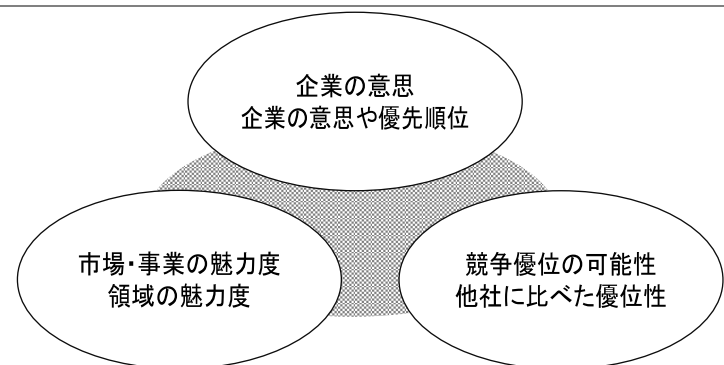 企業の意思
企業の意思や優先順位
市場・事業の魅力度
領域の魅力度
競争優位の可能性
他社に比べた優位性